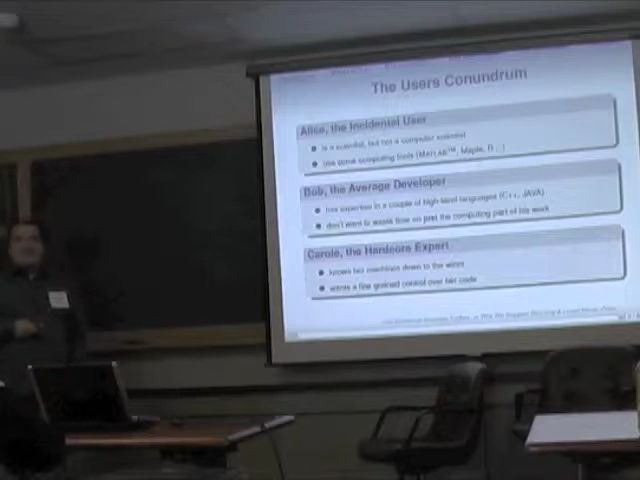 The Users Conundrum
Alice, the Incidental User
is a scientist, but not a computer scientist
use some computing tools (MATLAB™, Maple, R ...)
Bob, the Average Developer
has expertise in a couple of high level languages (C++, JAVA)
don't want to waste time on the computing part of his work
Carole, the Hardcore Expert
knows her machines down to the wires
wants a fine grained control over her code